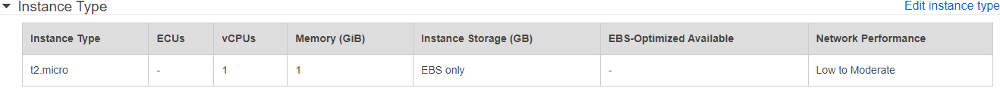 Instance Type Edit instance type
Instance Type ECUs vCPUs Memory (GiB) Instance Storage (GB) EBS-Optimized Available Network Performance
t2.micro - 1 1 EBS only - Low to Moderate